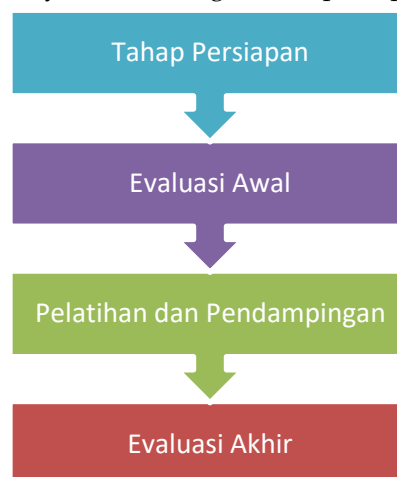 Tahap Persiapan
Evaluasi Awal
Pelatihan dan Pendampingan
Evaluasi Akhir